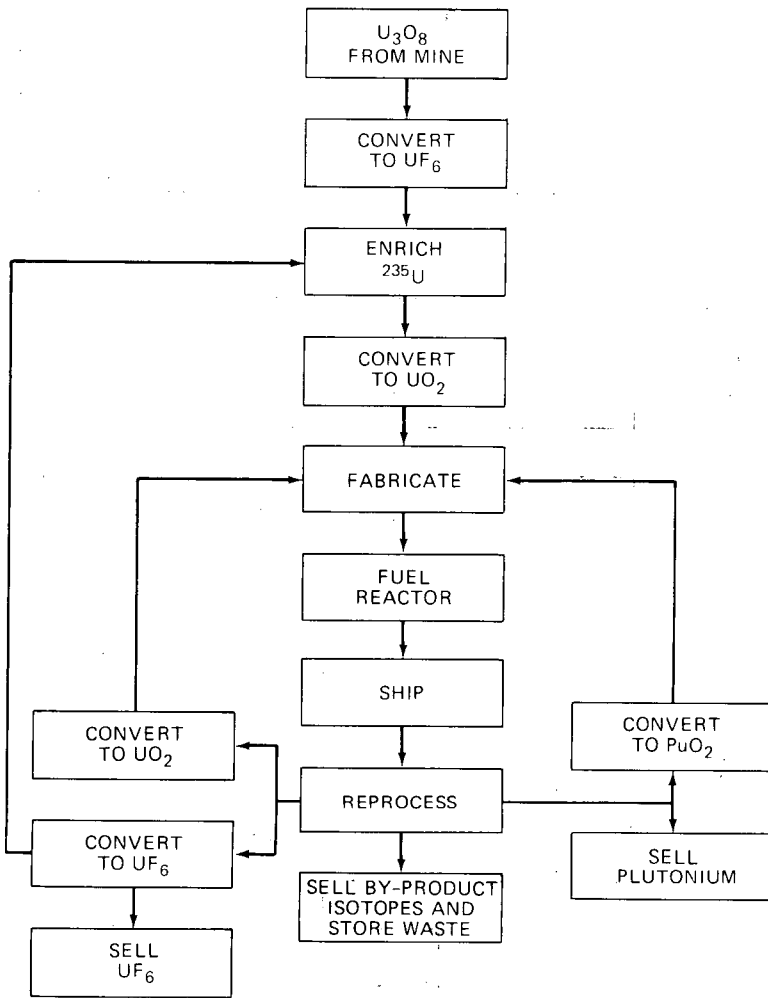 U₃O₈
FROM MINE
CONVERT
TO UF₆
ENRICH
²³⁵U
CONVERT
TO UO₂
FABRICATE
FUEL
REACTOR
SHIP
CONVERT
TO UO₂
CONVERT
TO PuO₂
REPROCESS
CONVERT
TO UF₆
SELL
PLUTONIUM
SELL BY-PRODUCT
ISOTOPES AND
STORE WASTE
SELL
UF₆